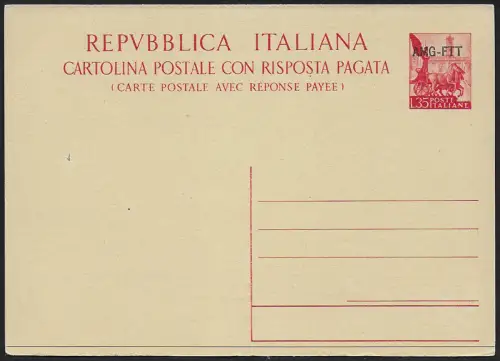 REPVBBLICA ITALIANA
CARTOLINA POSTALE CON RISPOSTA PAGATA
(CARTE POSTALE AVEC RÉPONSE PAYEE)
AMG-FTT
L.35 POSTE
ITALIANE